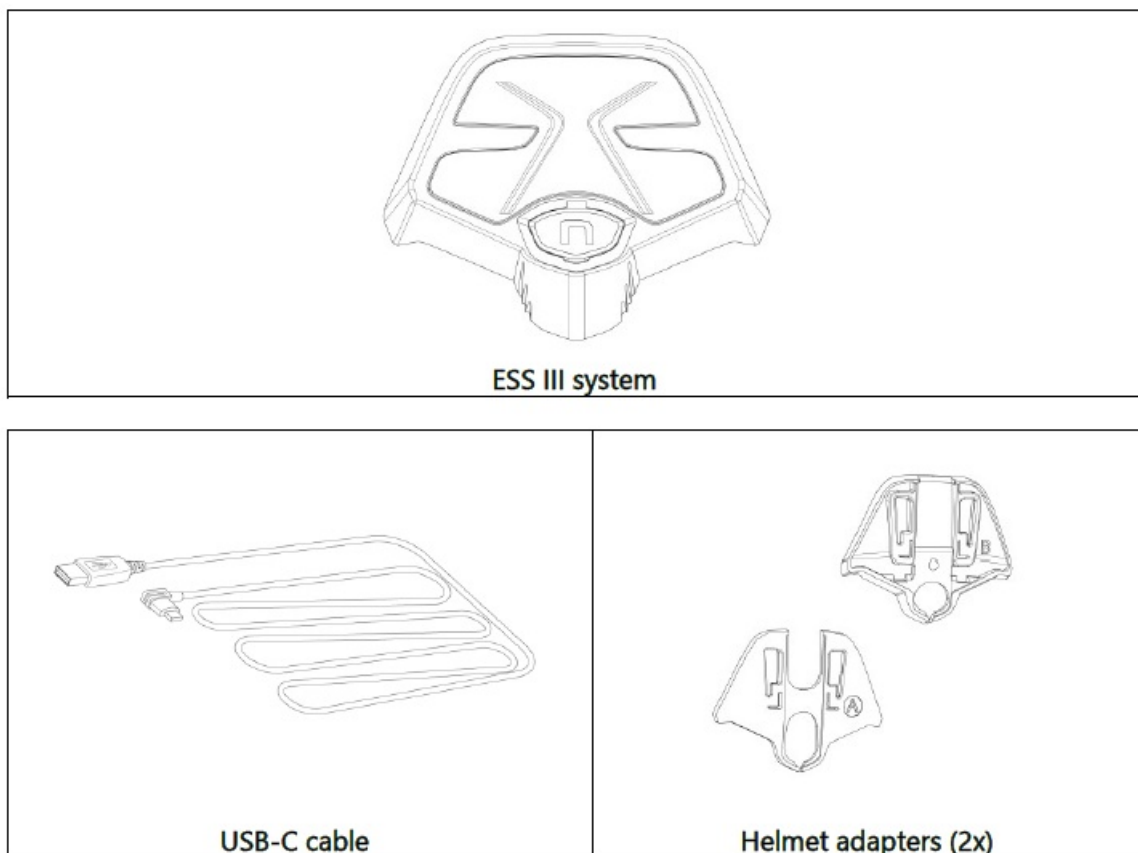 ESS III system
B
A
USB-C cable
Helmet adapters (2x)